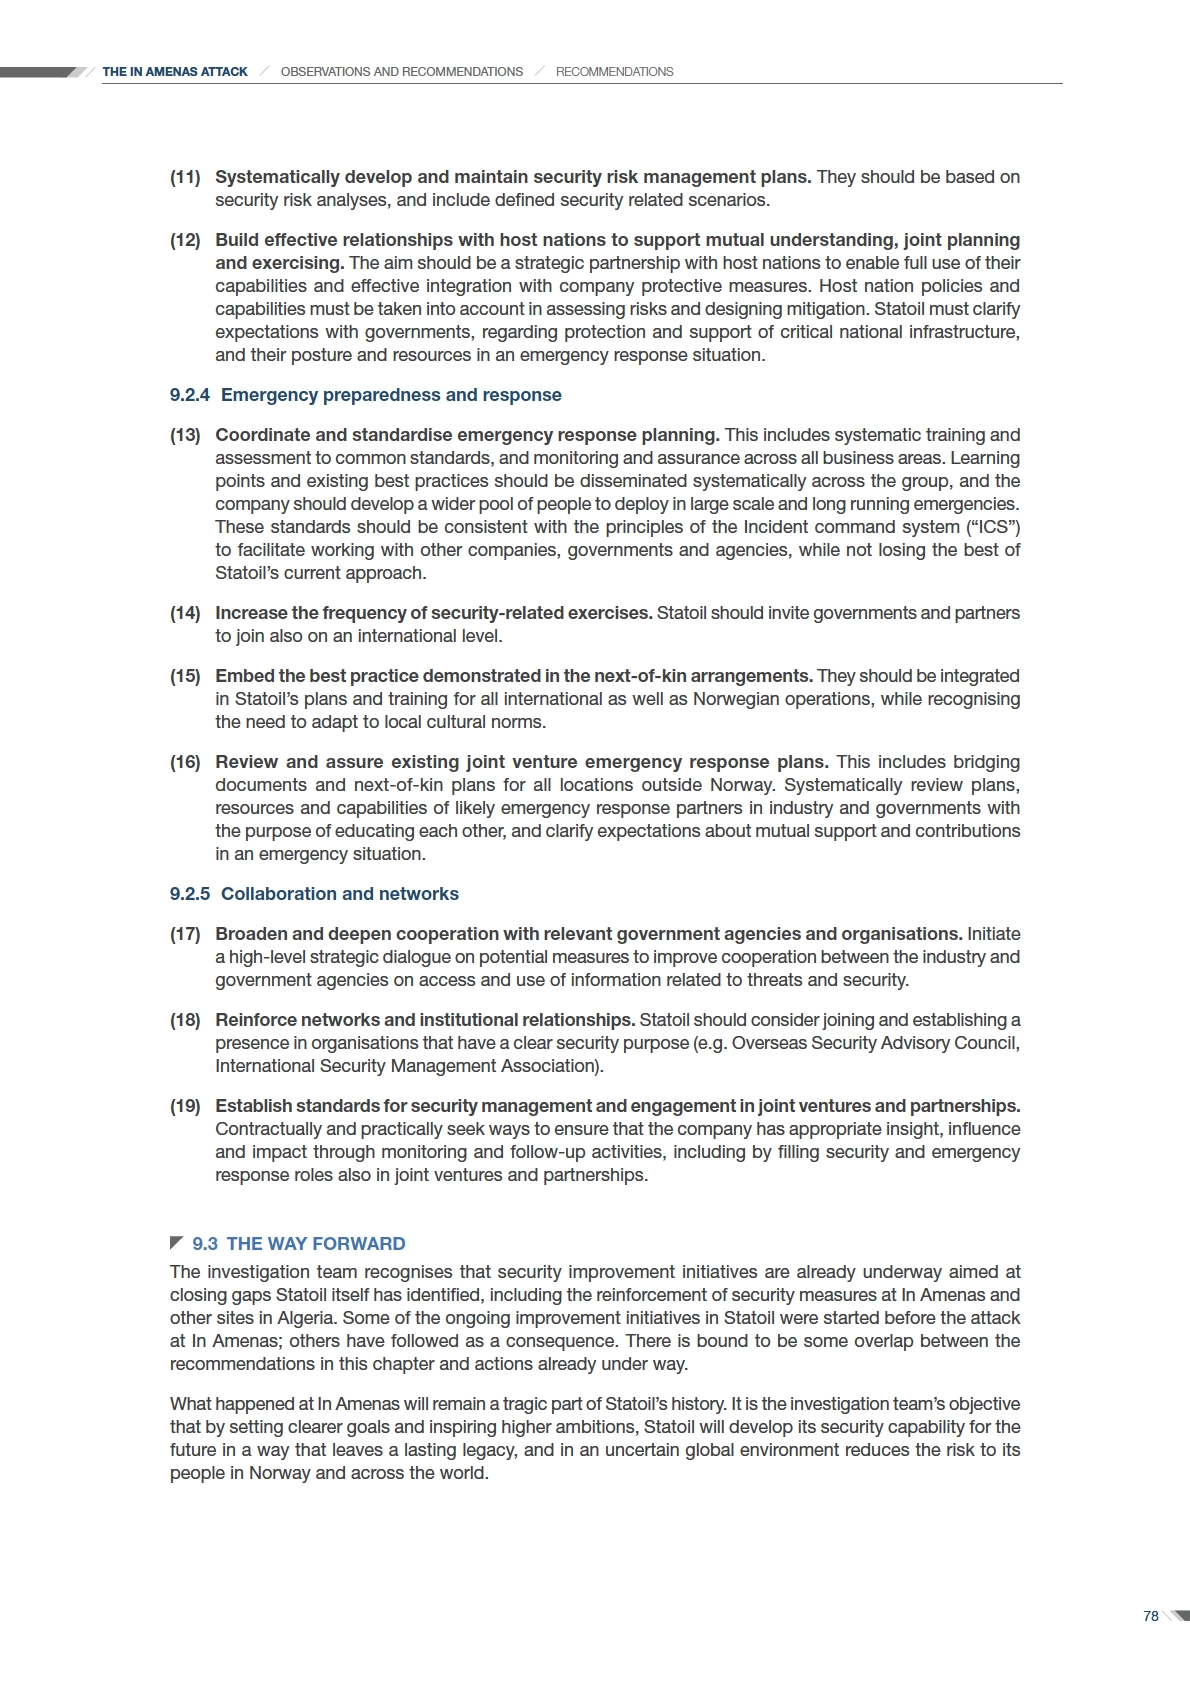 THE IN AMENAS ATTACK / OBSERVATIONS AND RECOMMENDATIONS / RECOMMENDATIONS
(11) Systematically develop and maintain security risk management plans. They should be based on
security risk analyses, and include defined security related scenarios.
(12) Build effective relationships with host nations to support mutual understanding, joint planning
and exercising. The aim should be a strategic partnership with host nations to enable full use of their
capabilities and effective integration with company protective measures. Host nation policies and
capabilities must be taken into account in assessing risks and designing mitigation. Statoil must clarify
expectations with governments, regarding protection and support of critical national infrastructure,
and their posture and resources in an emergency response situation.
9.2.4 Emergency preparedness and response
(13) Coordinate and standardise emergency response planning. This includes systematic training and
assessment to common standards, and monitoring and assurance across all business areas. Learning
points and existing best practices should be disseminated systematically across the group, and the
company should develop a wider pool of people to deploy in large scale and long running emergencies.
These standards should be consistent with the principles of the Incident command system (“ICS”)
to facilitate working with other companies, governments and agencies, while not losing the best of
Statoil’s current approach.
(14) Increase the frequency of security-related exercises. Statoil should invite governments and partners
to join also on an international level.
(15) Embed the best practice demonstrated in the next-of-kin arrangements. They should be integrated
in Statoil’s plans and training for all international as well as Norwegian operations, while recognising
the need to adapt to local cultural norms.
(16) Review and assure existing joint venture emergency response plans. This includes bridging
documents and next-of-kin plans for all locations outside Norway. Systematically review plans,
resources and capabilities of likely emergency response partners in industry and governments with
the purpose of educating each other, and clarify expectations about mutual support and contributions
in an emergency situation.
9.2.5 Collaboration and networks
(17) Broaden and deepen cooperation with relevant government agencies and organisations. Initiate
a high-level strategic dialogue on potential measures to improve cooperation between the industry and
government agencies on access and use of information related to threats and security.
(18) Reinforce networks and institutional relationships. Statoil should consider joining and establishing a
presence in organisations that have a clear security purpose (e.g. Overseas Security Advisory Council,
International Security Management Association).
(19) Establish standards for security management and engagement in joint ventures and partnerships.
Contractually and practically seek ways to ensure that the company has appropriate insight, influence
and impact through monitoring and follow-up activities, including by filling security and emergency
response roles also in joint ventures and partnerships.
9.3 THE WAY FORWARD
The investigation team recognises that security improvement initiatives are already underway aimed at
closing gaps Statoil itself has identified, including the reinforcement of security measures at In Amenas and
other sites in Algeria. Some of the ongoing improvement initiatives in Statoil were started before the attack
at In Amenas; others have followed as a consequence. There is bound to be some overlap between the
recommendations in this chapter and actions already under way.
What happened at In Amenas will remain a tragic part of Statoil’s history. It is the investigation team’s objective
that by setting clearer goals and inspiring higher ambitions, Statoil will develop its security capability for the
future in a way that leaves a lasting legacy, and in an uncertain global environment reduces the risk to its
people in Norway and across the world.
78